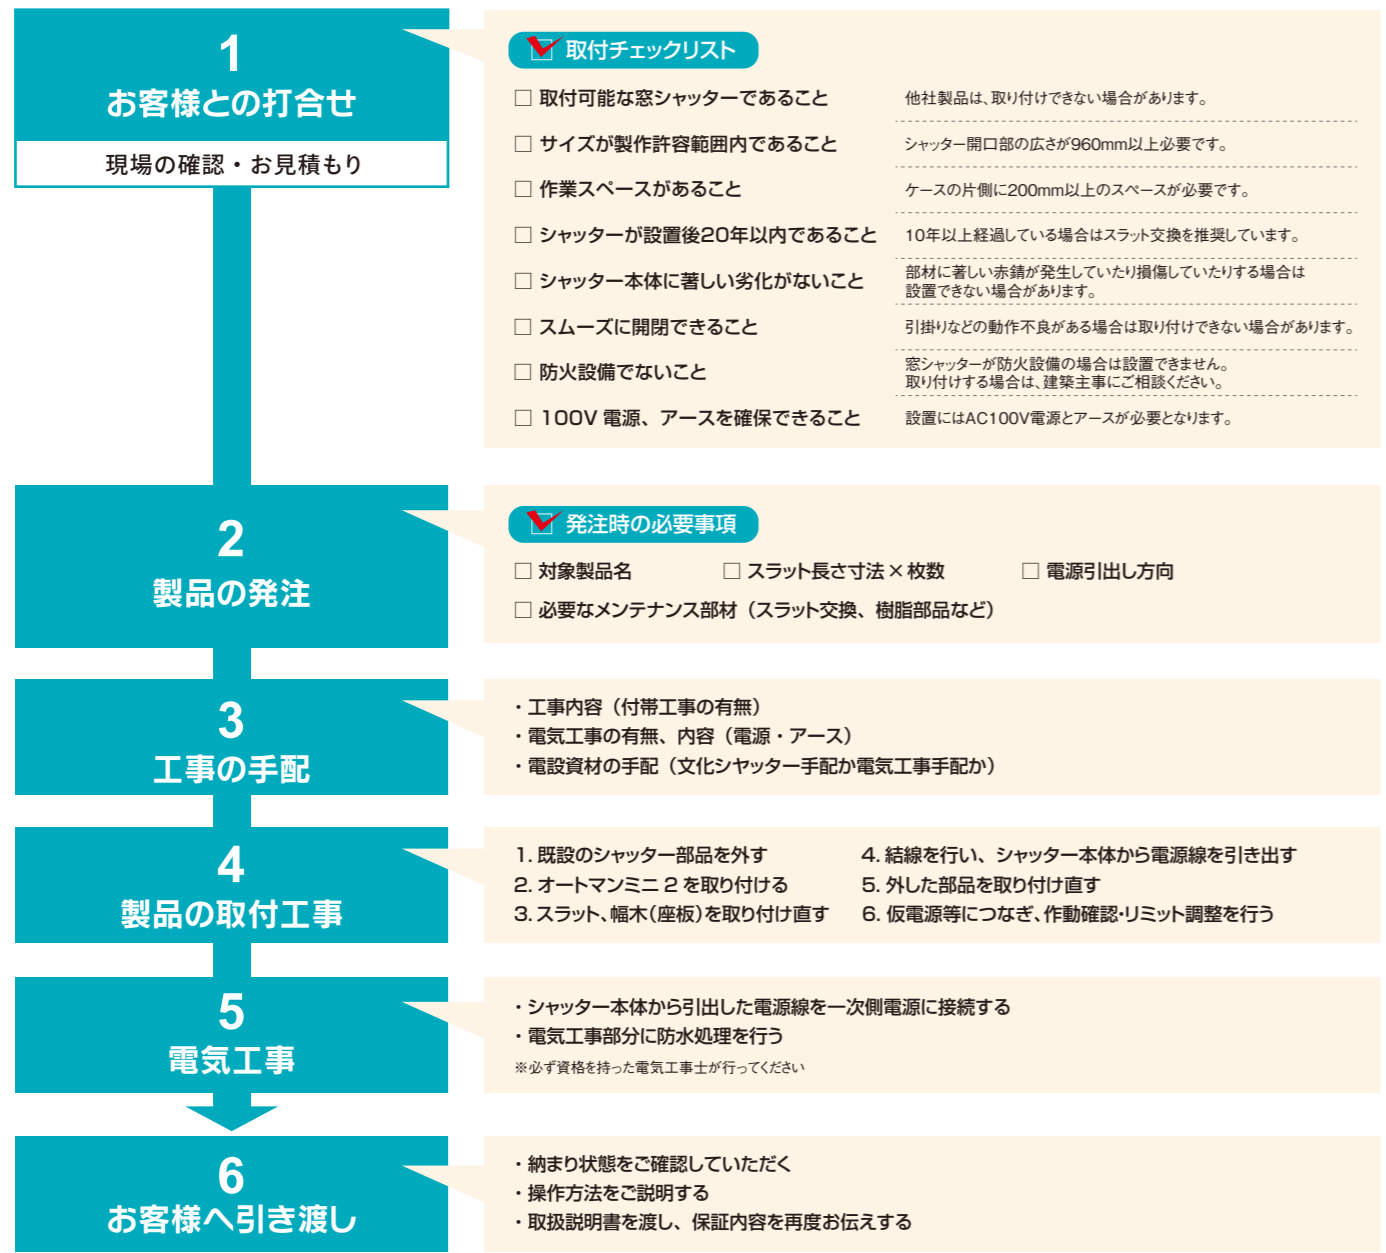 1
お客様との打合せ
現場の確認・お見積もり
取付チェックリスト
□ 取付可能な窓シャッターであること 他社製品は、取り付けできない場合があります。
□ サイズが製作許容範囲内であること シャッター開口部の広さが960mm以上必要です。
□ 作業スペースがあること ケースの片側に200mm以上のスペースが必要です。
□ シャッターが設置後20年以内であること 10年以上経過している場合はスラット交換を推奨しています。
□ シャッター本体に著しい劣化がないこと 部材に著しい赤錆が発生していたり損傷していたりする場合は
設置できない場合があります。
□ スムーズに開閉できること 引掛りなどの動作不良がある場合は取り付けできない場合があります。
□ 防火設備でないこと 窓シャッターが防火設備の場合は設置できません。
取り付けする場合は、建築主事にご相談ください。
□ 100V 電源、アースを確保できること 設置にはAC100V電源とアースが必要となります。
2
製品の発注
発注時の必要事項
□ 対象製品名 □ スラット長さ寸法×枚数 □ 電源引出し方向
□ 必要なメンテナンス部材（スラット交換、樹脂部品など）
3
工事の手配
・工事内容（付帯工事の有無）
・電気工事の有無、内容（電源・アース）
・電設資材の手配（文化シヤッター手配か電気工事手配か）
4
製品の取付工事
1. 既設のシャッター部品を外す
2. オートマンミニ 2 を取り付ける
3. スラット、幅木(座板)を取り付け直す
4. 結線を行い、シャッター本体から電源線を引き出す
5. 外した部品を取り付け直す
6. 仮電源等につなぎ、作動確認・リミット調整を行う
5
電気工事
・シャッター本体から引出した電源線を一次側電源に接続する
・電気工事部分に防水処理を行う
※必ず資格を持った電気工事士が行ってください
6
お客様へ引き渡し
・納まり状態をご確認していただく
・操作方法をご説明する
・取扱説明書を渡し、保証内容を再度お伝えする